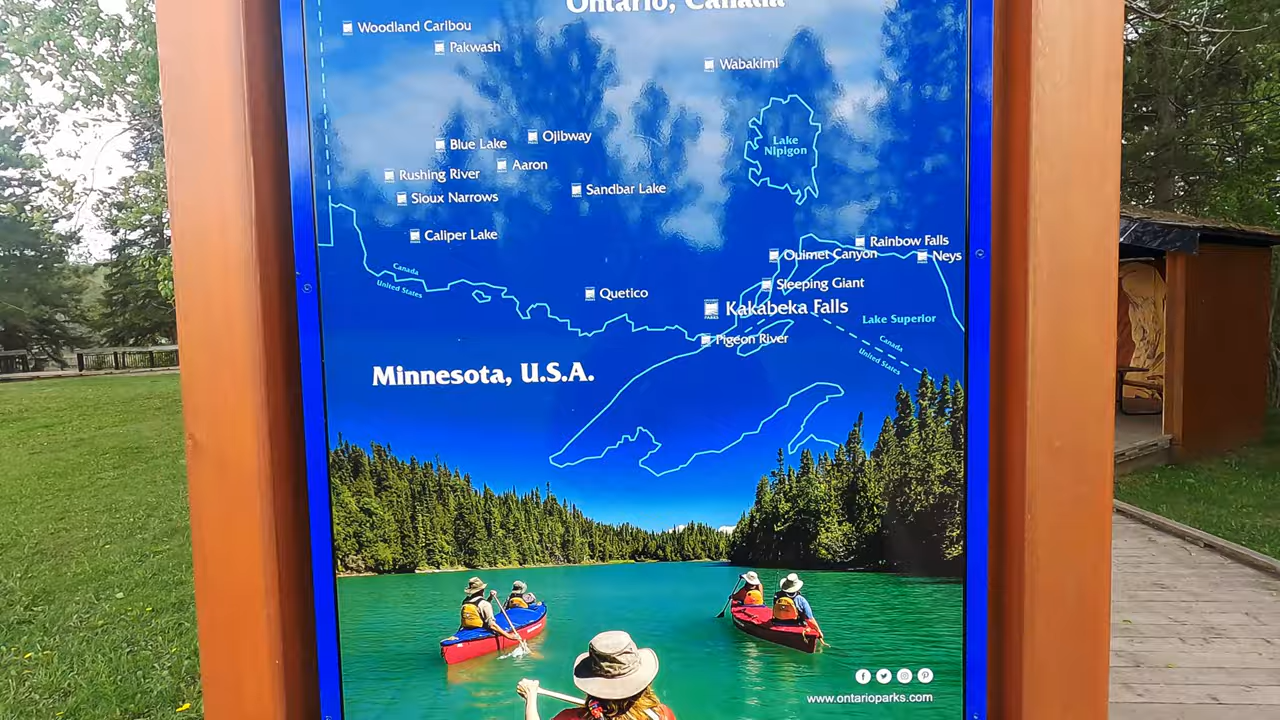 Ontario, Canada
Woodland Caribou
Pakwash
Wabakimi
Lake
Nipigon
Ojibway
Blue Lake
Aaron
Rushing River
Sandbar Lake
Sioux Narrows
Caliper Lake
Rainbow Falls
Ouimet Canyon
Neys
Canada
United States
Sleeping Giant
Quetico
Kakabeka Falls
Lake Superior
Pigeon River
Canada
United States
Minnesota, U.S.A.
www.ontarioparks.com